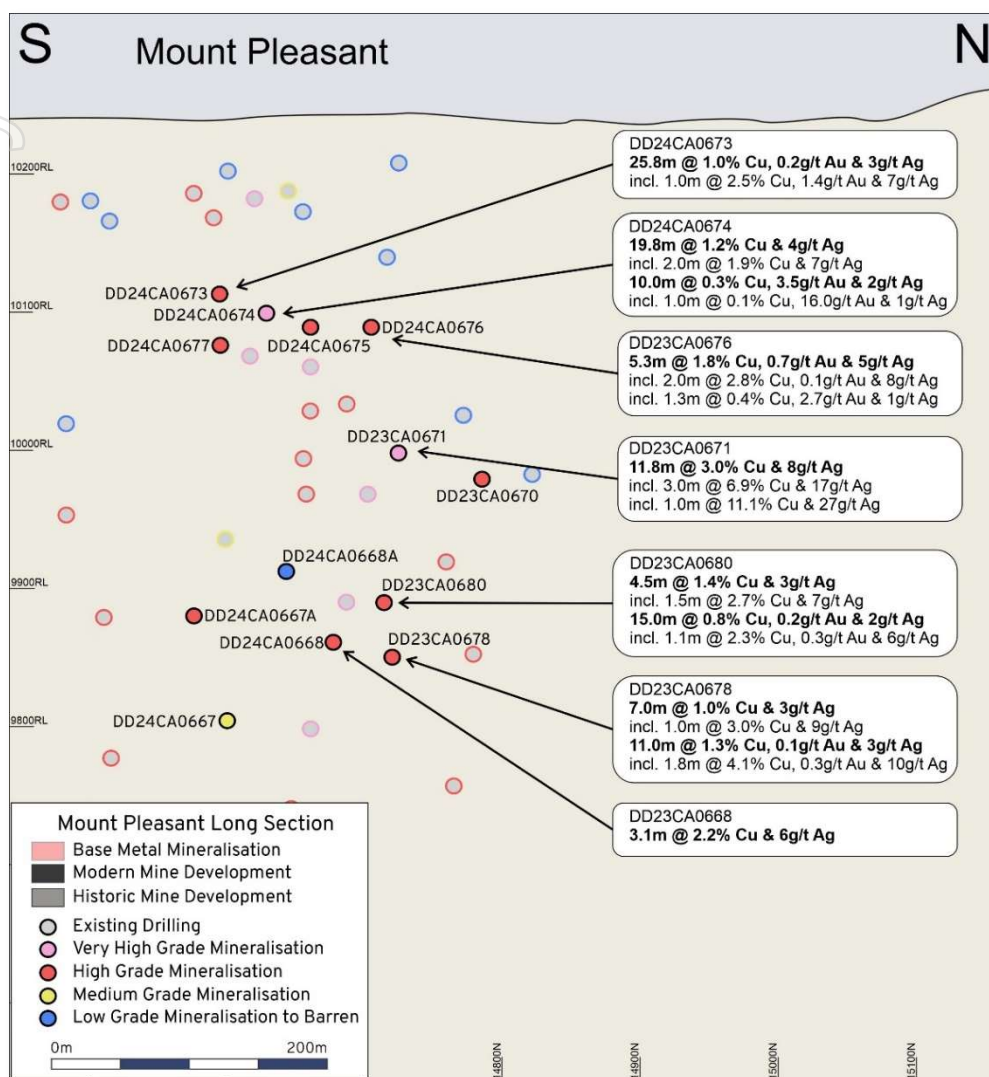 S
Mount Pleasant
N
10200RL
10100RL
10000RL
9900RL
9800RL
DD24CA0673
DD24CA0674
DD24CA0677
DD24CA0675
DD24CA0676
DD23CA0671
DD23CA0670
DD24CA0668A
DD23CA0680
DD24CA0667A
DD24CA0668
DD23CA0678
DD24CA0667
DD24CA0673
25.8m @ 1.0% Cu, 0.2g/t Au & 3g/t Ag
incl. 1.0m @ 2.5% Cu, 1.4g/t Au & 7g/t Ag
DD24CA0674
19.8m @ 1.2% Cu & 4g/t Ag
incl. 2.0m @ 1.9% Cu & 7g/t Ag
10.0m @ 0.3% Cu, 3.5g/t Au & 2g/t Ag
incl. 1.0m @ 0.1% Cu, 16.0g/t Au & 1g/t Ag
DD23CA0676
5.3m @ 1.8% Cu, 0.7g/t Au & 5g/t Ag
incl. 2.0m @ 2.8% Cu, 0.1g/t Au & 8g/t Ag
incl. 1.3m @ 0.4% Cu, 2.7g/t Au & 1g/t Ag
DD23CA0671
11.8m @ 3.0% Cu & 8g/t Ag
incl. 3.0m @ 6.9% Cu & 17g/t Ag
incl. 1.0m @ 11.1% Cu & 27g/t Ag
DD23CA0680
4.5m @ 1.4% Cu & 3g/t Ag
incl. 1.5m @ 2.7% Cu & 7g/t Ag
15.0m @ 0.8% Cu, 0.2g/t Au & 2g/t Ag
incl. 1.1m @ 2.3% Cu, 0.3g/t Au & 6g/t Ag
DD23CA0678
7.0m @ 1.0% Cu & 3g/t Ag
incl. 1.0m @ 3.0% Cu & 9g/t Ag
11.0m @ 1.3% Cu, 0.1g/t Au & 3g/t Ag
incl. 1.8m @ 4.1% Cu, 0.3g/t Au & 10g/t Ag
DD23CA0668
3.1m @ 2.2% Cu & 6g/t Ag
Mount Pleasant Long Section
Base Metal Mineralisation
Modern Mine Development
Historic Mine Development
Existing Drilling
Very High Grade Mineralisation
High Grade Mineralisation
Medium Grade Mineralisation
Low Grade Mineralisation to Barren
0m 200m
14800N
14900N
15000N
15100N